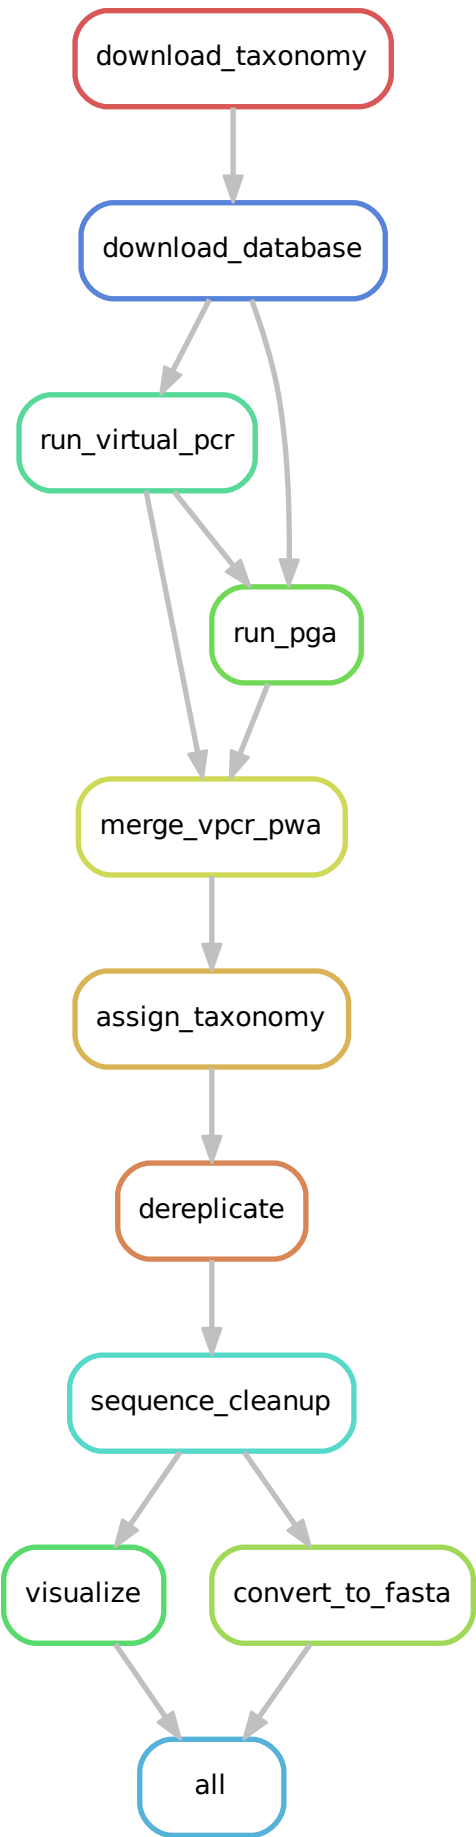 download_taxonomy
download_database
run_virtual_pcr
run_pga
merge_vpcr_pwa
assign_taxonomy
dereplicate
sequence_cleanup
visualize
convert_to_fasta
all